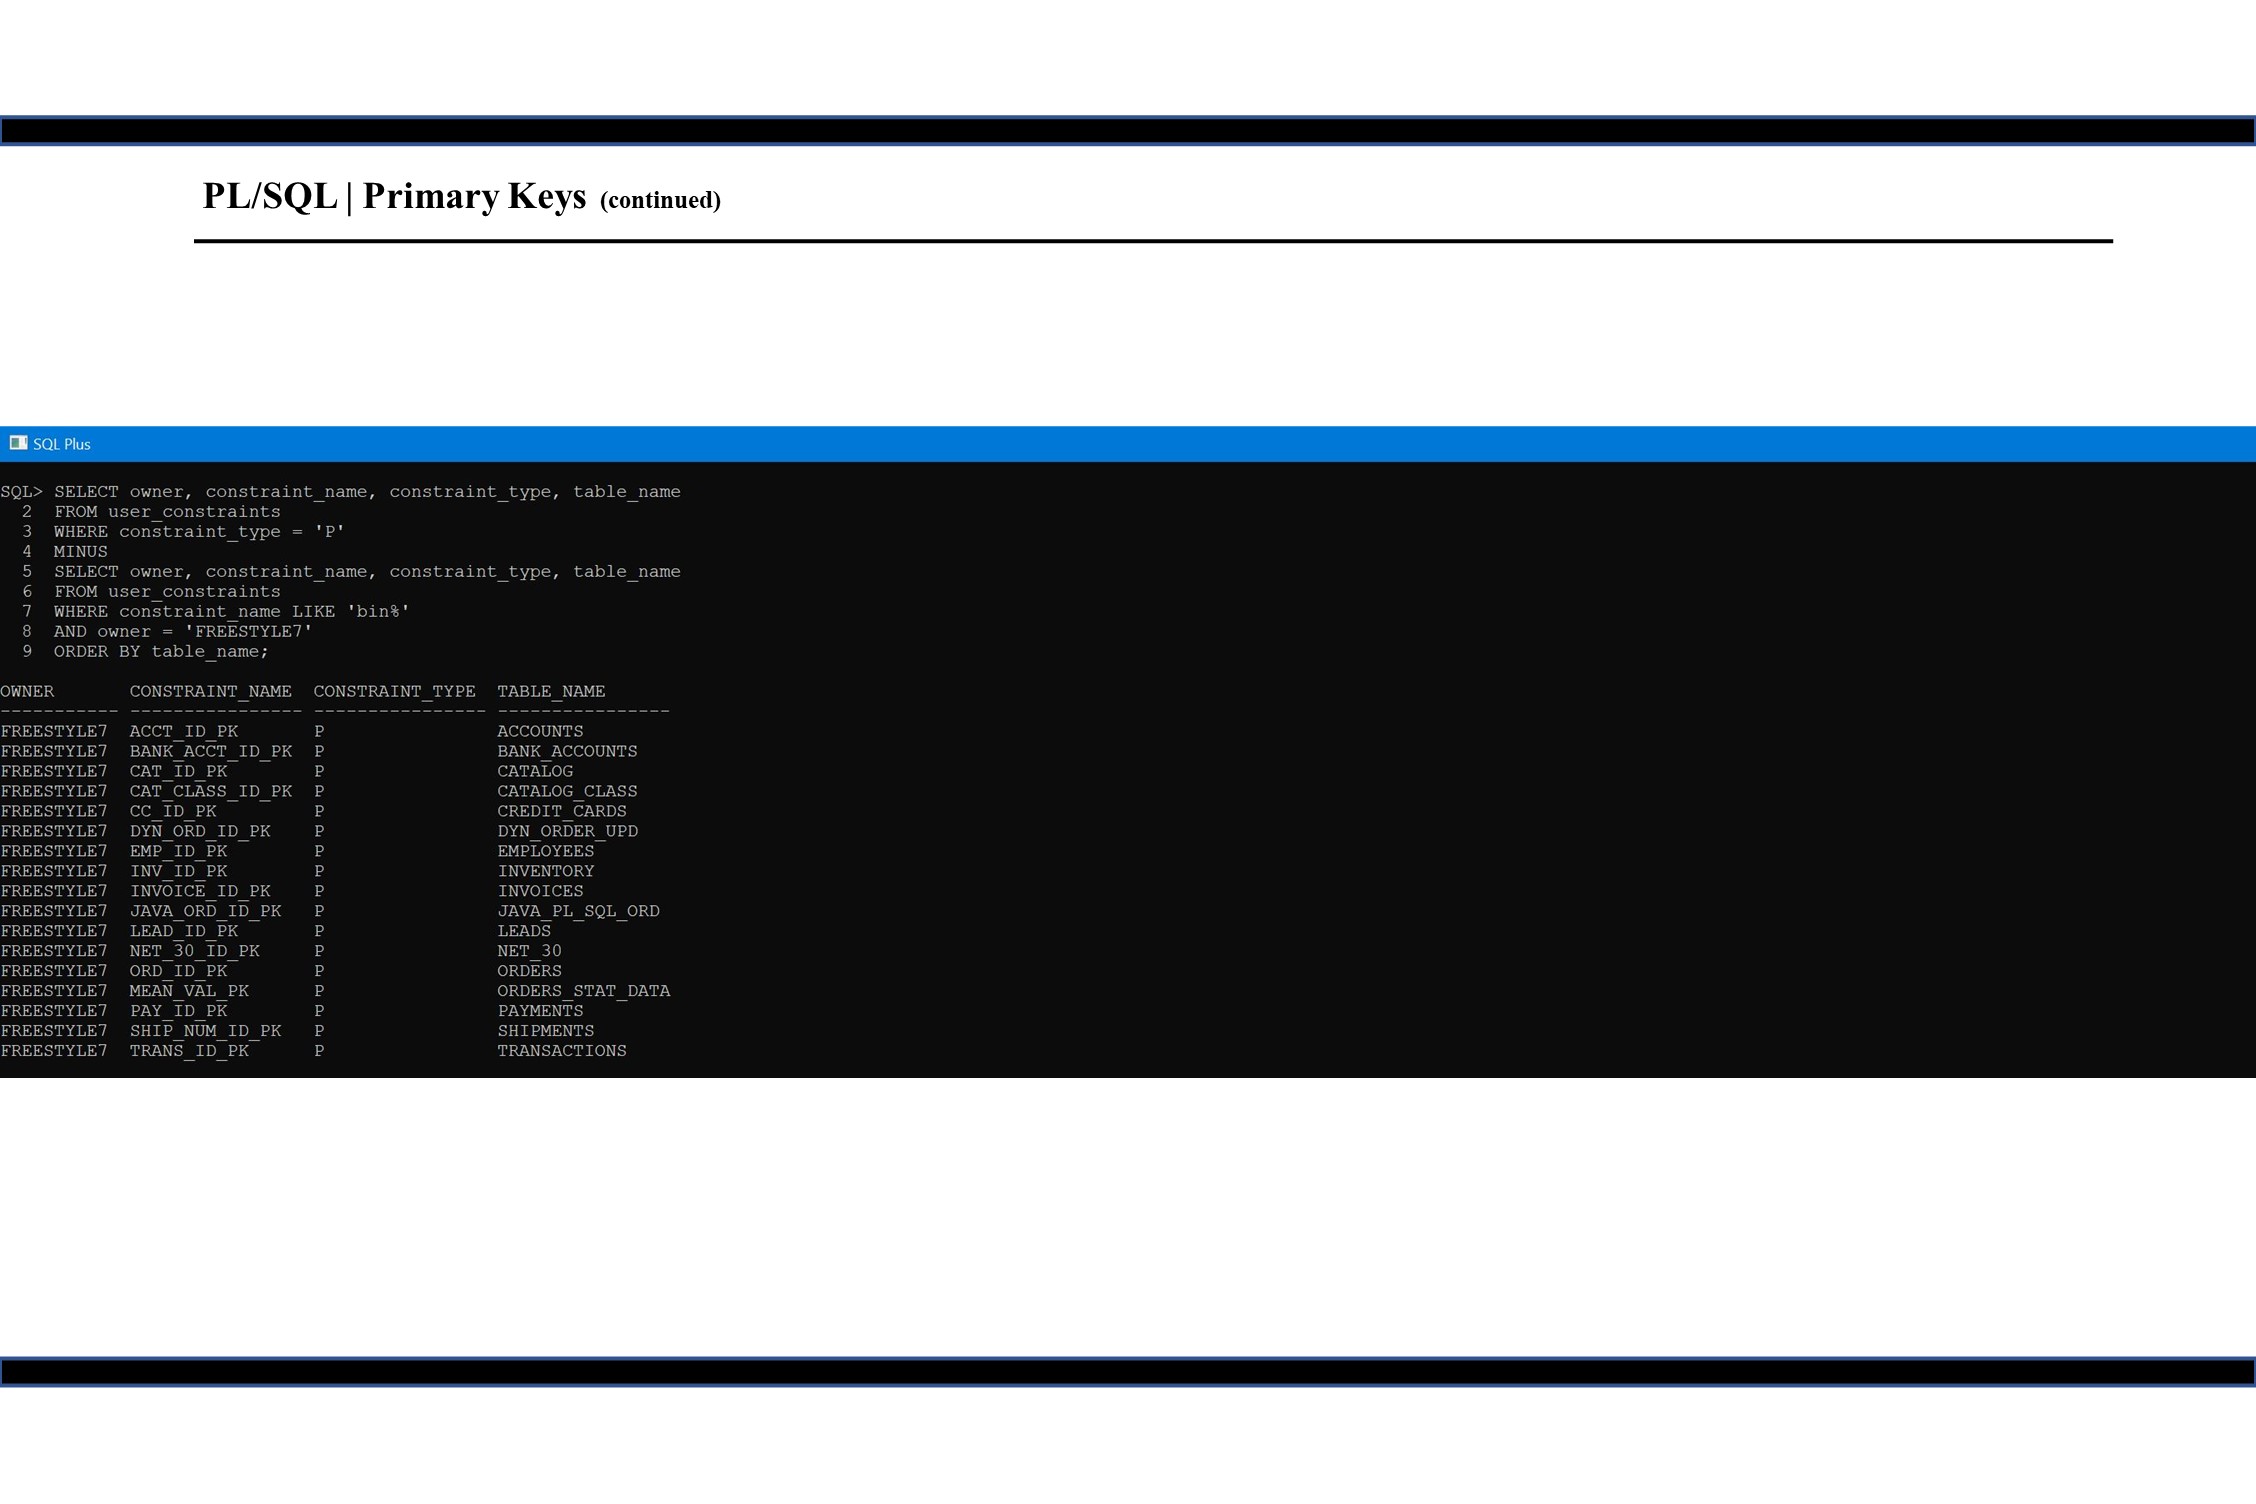 PL/SQL | Primary Keys (continued)
SQL Plus
SQL> SELECT owner, constraint_name, constraint_type, table_name
2 FROM user_constraints
3 WHERE constraint_type = 'P'
4 MINUS
5 SELECT owner, constraint_name, constraint_type, table_name
6 FROM user_constraints
7 WHERE constraint_name LIKE 'bin%'
8 AND owner = 'FREESTYLE7'
9 ORDER BY table_name;
OWNER CONSTRAINT_NAME CONSTRAINT_TYPE TABLE_NAME
----------- ---------------- ---------------- ----------------
FREESTYLE7 ACCT_ID_PK P ACCOUNTS
FREESTYLE7 BANK_ACCT_ID_PK P BANK_ACCOUNTS
FREESTYLE7 CAT_ID_PK P CATALOG
FREESTYLE7 CAT_CLASS_ID_PK P CATALOG_CLASS
FREESTYLE7 CC_ID_PK P CREDIT_CARDS
FREESTYLE7 DYN_ORD_ID_PK P DYN_ORDER_UPD
FREESTYLE7 EMP_ID_PK P EMPLOYEES
FREESTYLE7 INV_ID_PK P INVENTORY
FREESTYLE7 INVOICE_ID_PK P INVOICES
FREESTYLE7 JAVA_ORD_ID_PK P JAVA_PL_SQL_ORD
FREESTYLE7 LEAD_ID_PK P LEADS
FREESTYLE7 NET_30_ID_PK P NET_30
FREESTYLE7 ORD_ID_PK P ORDERS
FREESTYLE7 MEAN_VAL_PK P ORDERS_STAT_DATA
FREESTYLE7 PAY_ID_PK P PAYMENTS
FREESTYLE7 SHIP_NUM_ID_PK P SHIPMENTS
FREESTYLE7 TRANS_ID_PK P TRANSACTIONS